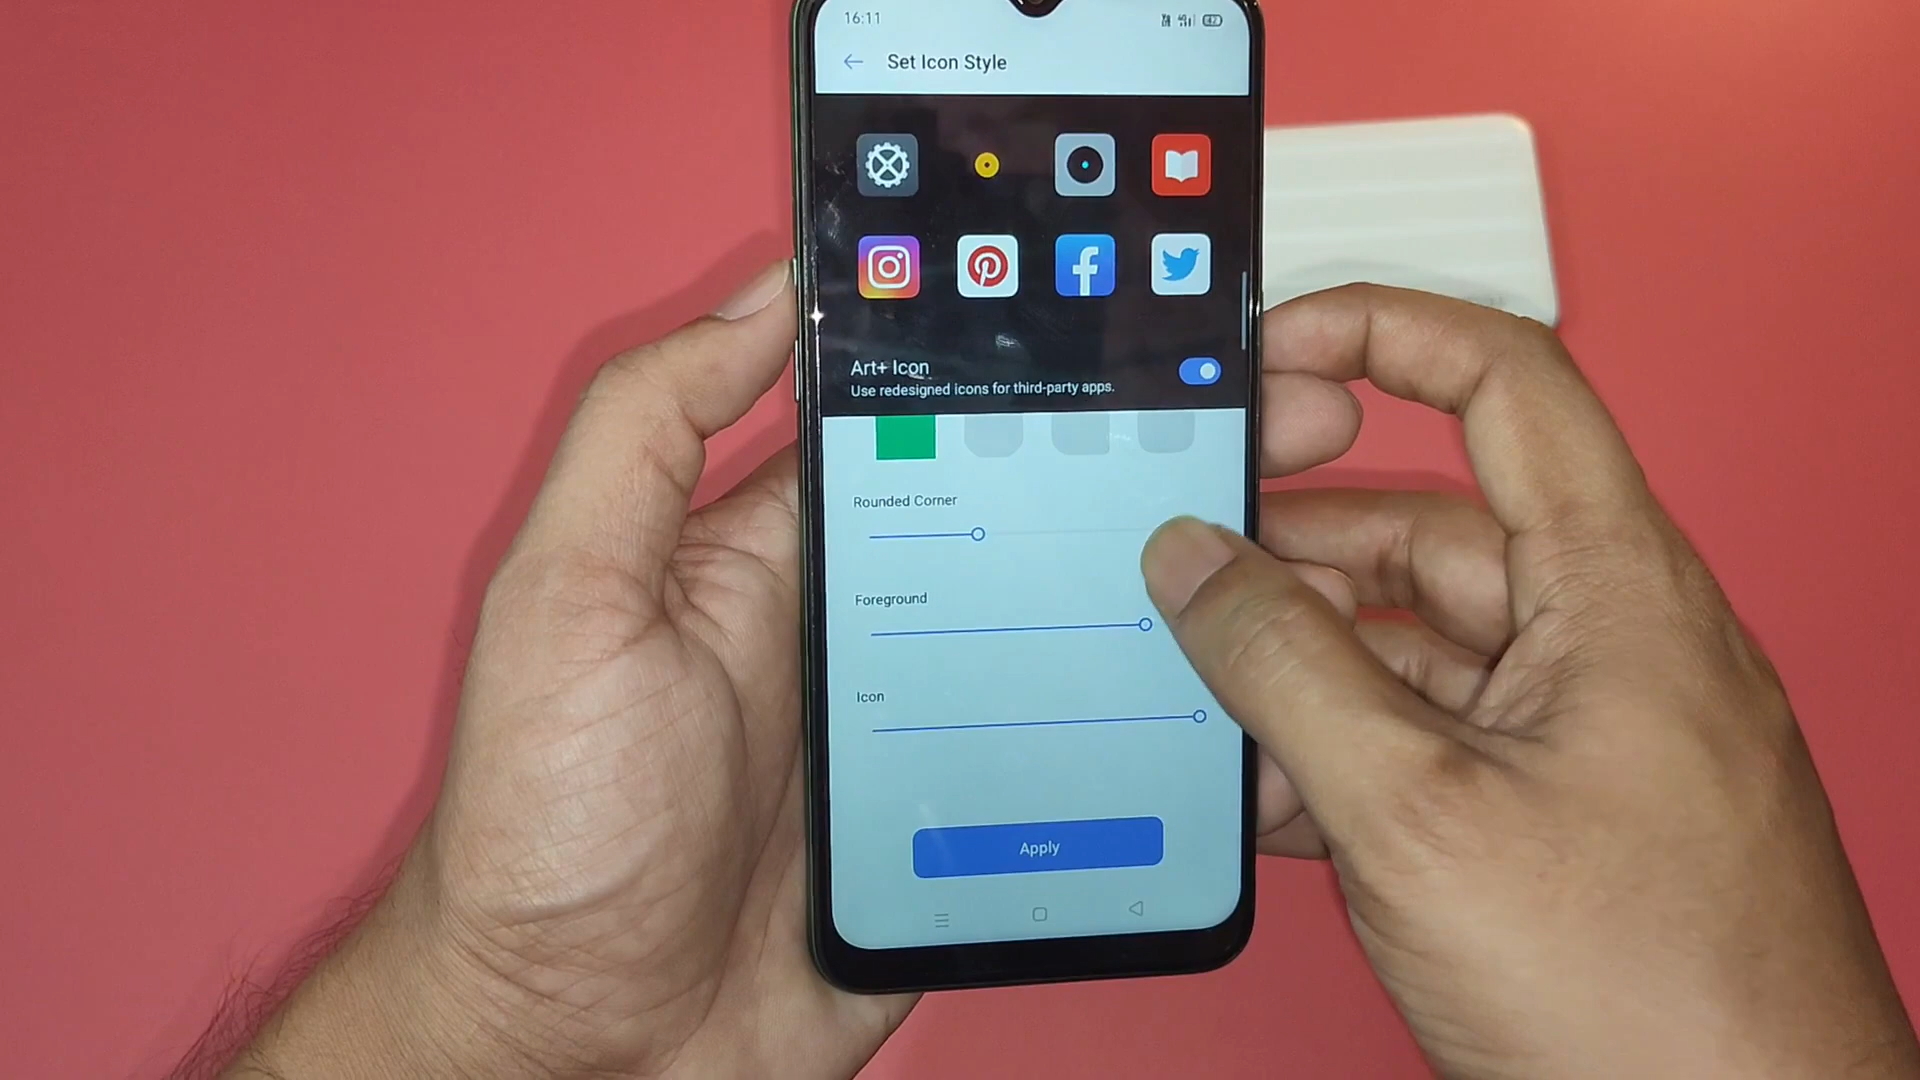 16:11
Set Icon Style
Art+ Icon
Use redesigned icons for third-party apps.
Rounded Corner
Foreground
Icon
Apply